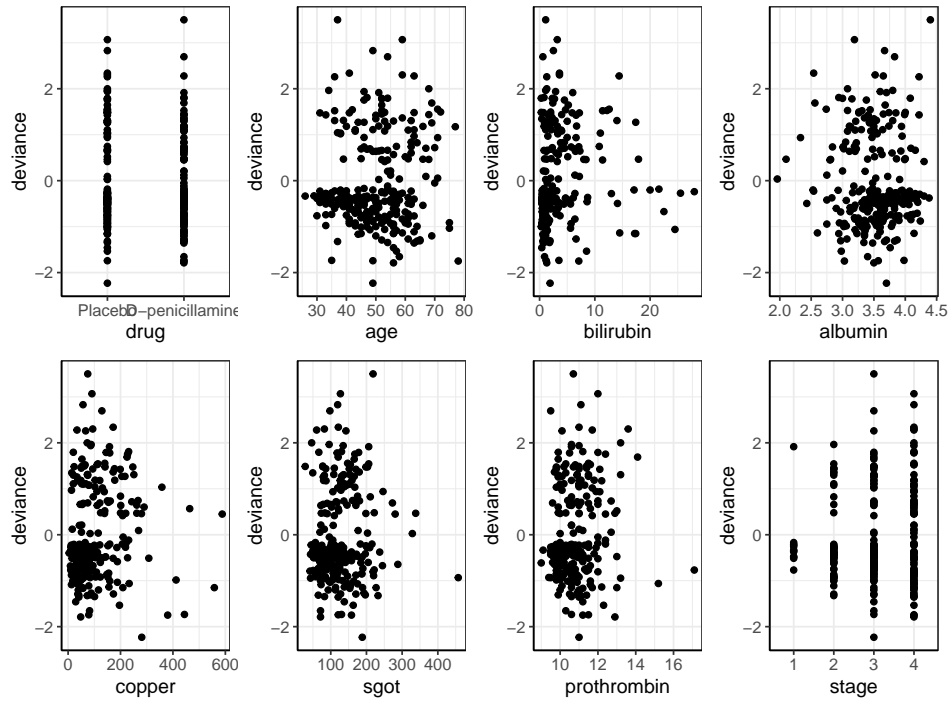 deviance
2
0
−2
Placebo
D−penicillamine
drug
deviance
2
0
−2
30 40 50 60 70 80
age
deviance
2
0
−2
0 10 20
bilirubin
deviance
2
0
−2
2.0 2.5 3.0 3.5 4.0 4.5
albumin
deviance
2
0
−2
0 200 400 600
copper
deviance
2
0
−2
100 200 300 400
sgot
deviance
2
0
−2
10 12 14 16
prothrombin
deviance
2
0
−2
1 2 3 4
stage